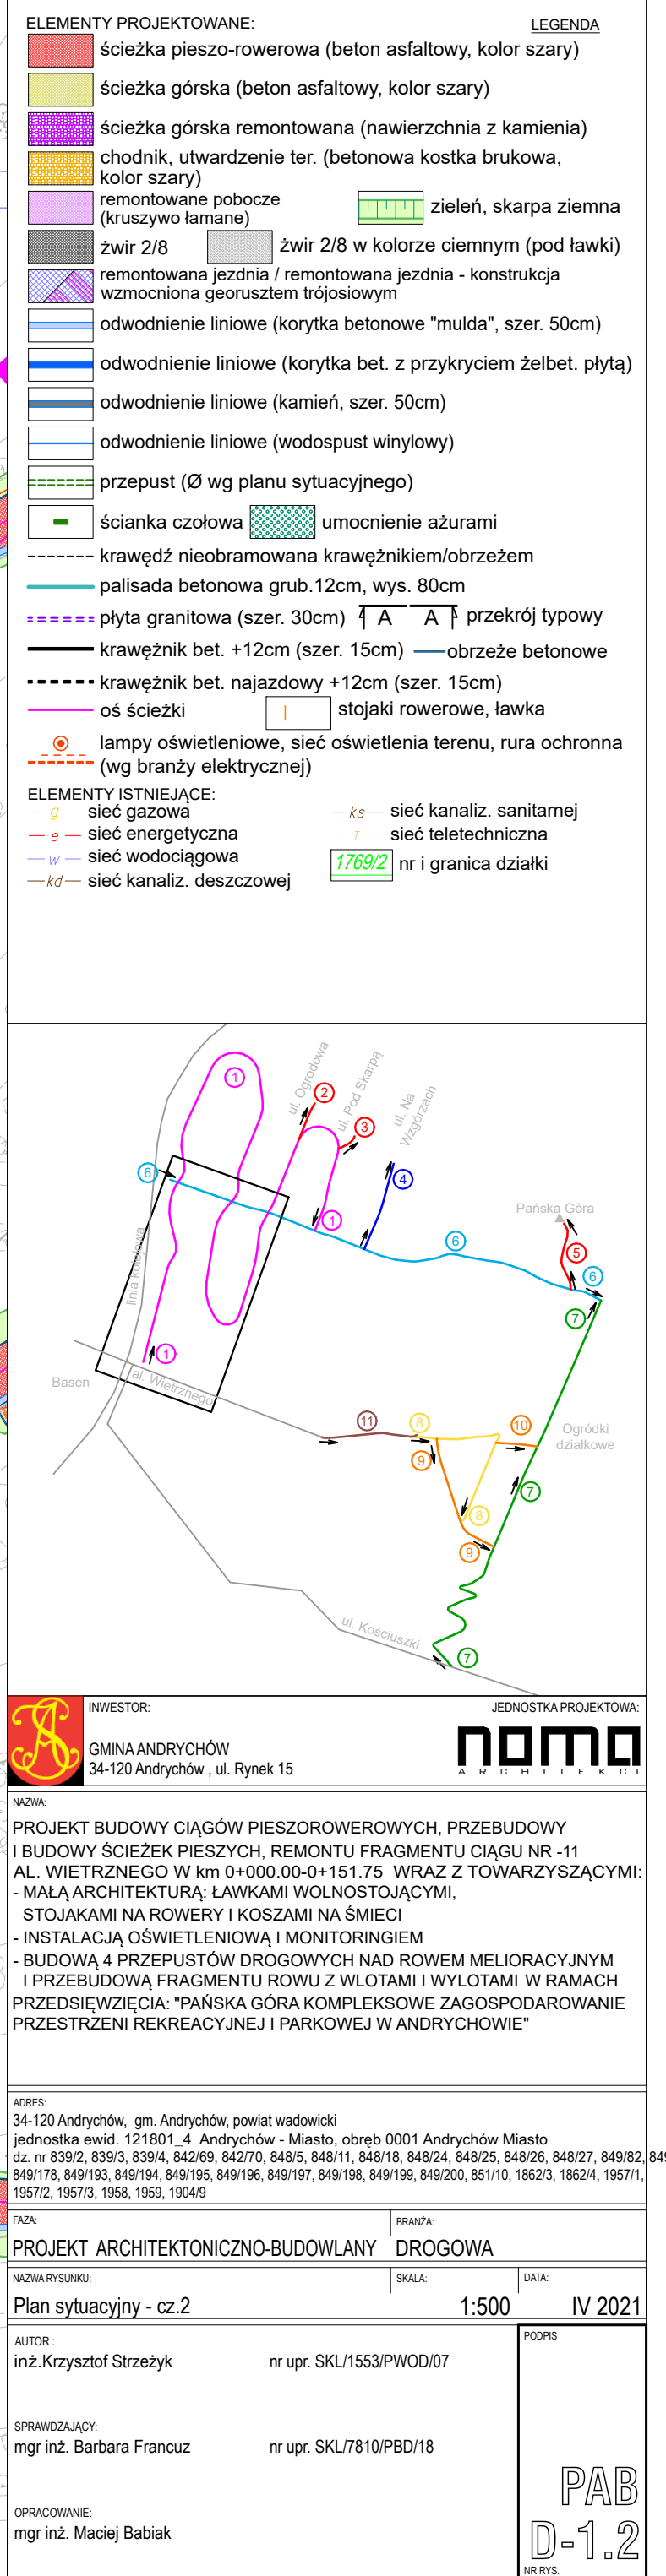 ELEMENTY PROJEKTOWANE:
LEGENDA
ścieżka pieszo-rowerowa (beton asfaltowy, kolor szary)
ścieżka górska (beton asfaltowy, kolor szary)
ścieżka górska remontowana (nawierzchnia z kamienia)
chodnik, utwardzenie ter. (betonowa kostka brukowa,
kolor szary)
remontowane pobocze
(kruszywo łamane)
zieleń, skarpa ziemna
żwir 2/8
żwir 2/8 w kolorze ciemnym (pod ławki)
remontowana jezdnia / remontowana jezdnia - konstrukcja
wzmocniona georusztem trójosiowym
odwodnienie liniowe (korytka betonowe "mulda", szer. 50cm)
odwodnienie liniowe (korytka bet. z przykryciem żelbet. płytą)
odwodnienie liniowe (kamień, szer. 50cm)
odwodnienie liniowe (wodospust winylowy)
przepust (Ø wg planu sytuacyjnego)
ścianka czołowa
umocnienie ażurami
krawędź nieobramowana krawężnikiem/obrzeżem
palisada betonowa grub.12cm, wys. 80cm
płyta granitowa (szer. 30cm)
A A
przekrój typowy
krawężnik bet. +12cm (szer. 15cm)
obrzeże betonowe
krawężnik bet. najazdowy +12cm (szer. 15cm)
oś ścieżki
stojaki rowerowe, ławka
lampy oświetleniowe, sieć oświetlenia terenu, rura ochronna
(wg branży elektrycznej)
ELEMENTY ISTNIEJĄCE:
g sieć gazowa
ks sieć kanaliz. sanitarnej
e sieć energetyczna
t sieć teletechniczna
w sieć wodociągowa
1769/2 nr i granica działki
kd sieć kanaliz. deszczowej
1
ul. Ogrodowa
2
ul. Pod Skarpą
3
ul. Na
Wzgórzach
6
4
1
Pańska Góra
6
5
6
linia kolejowa
7
1
Basen
al. Wietrznego
11
8
10
Ogródki
działkowe
9
7
8
9
ul. Kościuszki
7
INWESTOR:
GMINA ANDRYCHÓW
34-120 Andrychów , ul. Rynek 15
JEDNOSTKA PROJEKTOWA:
noma
ARCHITEKCI
NAZWA:
PROJEKT BUDOWY CIĄGÓW PIESZOROWEROWYCH, PRZEBUDOWY
I BUDOWY ŚCIEŻEK PIESZYCH, REMONTU FRAGMENTU CIĄGU NR -11
AL. WIETRZNEGO W km 0+000.00-0+151.75 WRAZ Z TOWARZYSZĄCYMI:
- MAŁĄ ARCHITEKTURĄ: ŁAWKAMI WOLNOSTOJĄCYMI,
STOJAKAMI NA ROWERY I KOSZAMI NA ŚMIECI
- INSTALACJĄ OŚWIETLENIOWĄ I MONITORINGIEM
- BUDOWĄ 4 PRZEPUSTÓW DROGOWYCH NAD ROWEM MELIORACYJNYM
I PRZEBUDOWĄ FRAGMENTU ROWU Z WLOTAMI I WYLOTAMI W RAMACH
PRZEDSIĘWZIĘCIA: "PAŃSKA GÓRA KOMPLEKSOWE ZAGOSPODAROWANIE
PRZESTRZENI REKREACYJNEJ I PARKOWEJ W ANDRYCHOWIE"
ADRES:
34-120 Andrychów, gm. Andrychów, powiat wadowicki
jednostka ewid. 121801_4 Andrychów - Miasto, obręb 0001 Andrychów Miasto
dz. nr 839/2, 839/3, 839/4, 842/69, 842/70, 848/5, 848/11, 848/18, 848/24, 848/25, 848/26, 848/27, 849/82,
849/178, 849/193, 849/194, 849/195, 849/196, 849/197, 849/198, 849/199, 849/200, 851/10, 1862/3, 1862/4, 1957/1,
1957/2, 1957/3, 1958, 1959, 1904/9
FAZA:
PROJEKT ARCHITEKTONICZNO-BUDOWLANY
BRANŻA:
DROGOWA
NAZWA RYSUNKU:
Plan sytuacyjny - cz.2
SKALA:
1:500
DATA:
IV 2021
AUTOR :
inż.Krzysztof Strzeżyk
nr upr. SKL/1553/PWOD/07
PODPIS
SPRAWDZAJĄCY:
mgr inż. Barbara Francuz
nr upr. SKL/7810/PBD/18
OPRACOWANIE:
mgr inż. Maciej Babiak
PAB
D-1.2
NR RYS.